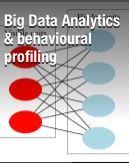 Big Data Analytics
& behavioural
profiling